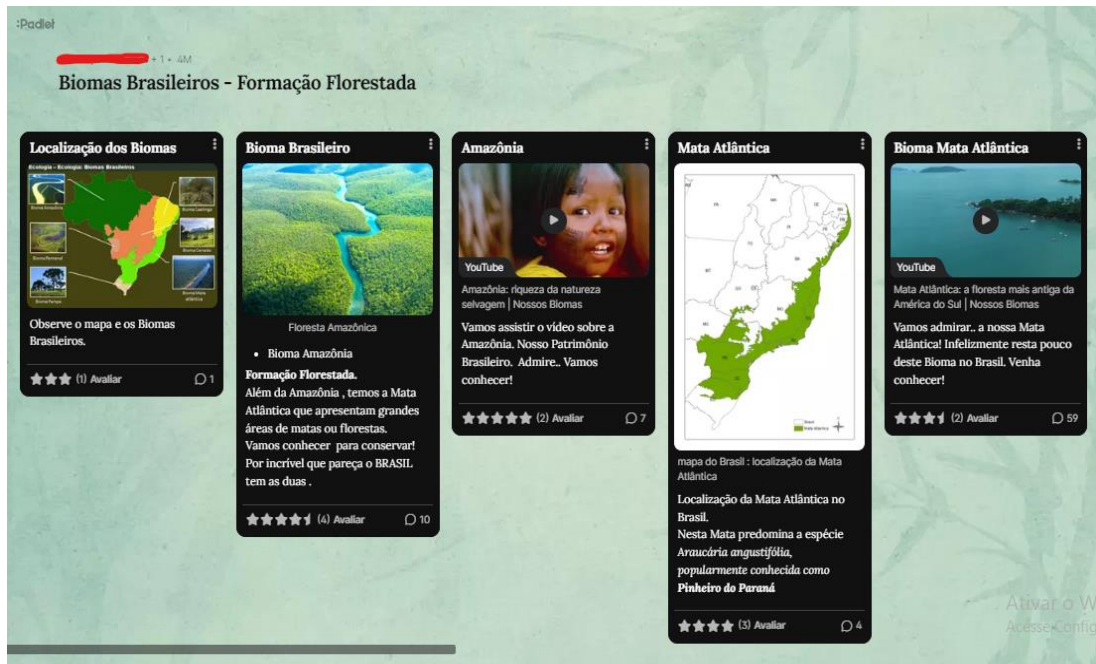 :Padlet
+ 1 • 4M
Biomas Brasileiros - Formação Florestada
Localização dos Biomas
Ecologia - Ecologia: Biomas Brasileiros
Observe o mapa e os Biomas
Brasileiros.
(1) Avaliar
1
Bioma Brasileiro
Floresta Amazônica
• Bioma Amazônia
Formação Florestada.
Além da Amazônia , temos a Mata
Atlântica que apresentam grandes
áreas de matas ou florestas.
Vamos conhecer para conservar!
Por incrível que pareça o BRASIL
tem as duas .
(4) Avaliar
10
Amazônia
YouTube
Amazônia: riqueza da natureza
selvagem | Nossos Biomas
Vamos assistir o vídeo sobre a
Amazônia. Nosso Patrimônio
Brasileiro. Admire.. Vamos
conhecer!
(2) Avaliar
7
Mata Atlântica
mapa do Brasil : localização da Mata
Atlântica
Localização da Mata Atlântica no
Brasil.
Nesta Mata predomina a espécie
Araucária angustifólia,
popularmente conhecida como
Pinheiro do Paraná
(3) Avaliar
4
Bioma Mata Atlântica
YouTube
Mata Atlântica: a floresta mais antiga da
América do Sul | Nossos Biomas
Vamos admirar.. a nossa Mata
Atlântica! Infelizmente resta pouco
deste Bioma no Brasil. Venha
conhecer!
(2) Avaliar
59
Ativar o W
Acesse Config